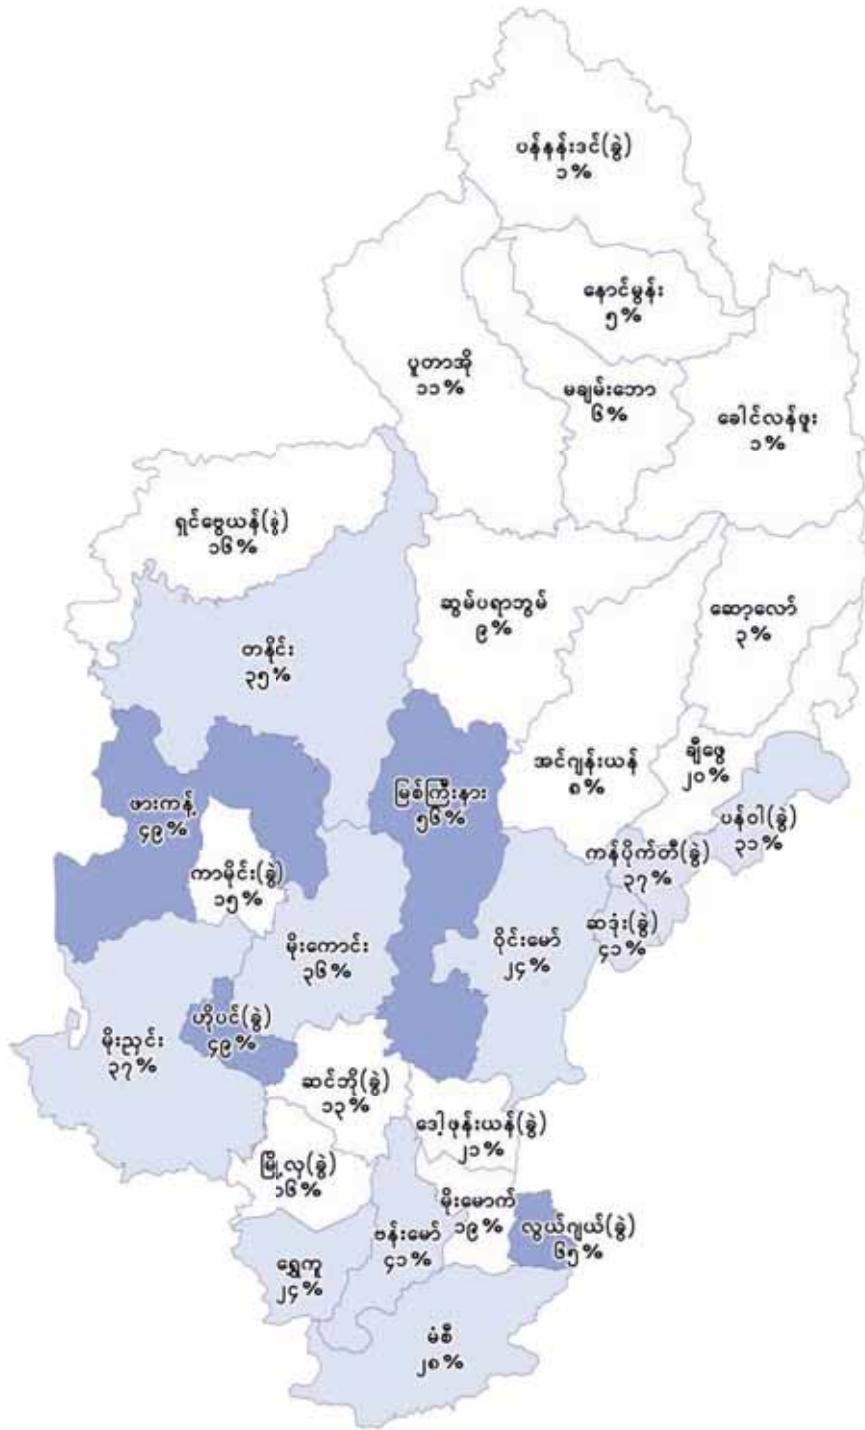 ပန်နန်းဒင်(ခွဲ)
၁%
နောင်မွန်း
၅%
ပူတာအို
၁၁%
မချမ်းဘော
၆%
ခေါင်လန်ဖူး
၁%
ရှင်ဗွေယန်(ခွဲ)
၁၆%
ဆွမ်ပရာဘွမ်
၉%
ဆော့လော်
၃%
တနိုင်း
၃၅%
အင်ဂျန်းယန်
၈%
ချီဖွေ
၂၀%
ဖားကန့်
၄၉%
မြစ်ကြီးနား
၅၆%
ပန်ဝါ(ခွဲ)
၃၁%
ကန်ပိုက်တီ(ခွဲ)
၃၇%
ကာမိုင်း(ခွဲ)
၁၅%
ဆဒုံး(ခွဲ)
၄၁%
မိုးကောင်း
၃၆%
ဝိုင်းမော်
၂၄%
ဟိုပင်(ခွဲ)
၄၉%
မိုးညှင်း
၃၇%
ဆင်ဘို(ခွဲ)
၁၃%
ဒေါ့ဖုန်းယန်(ခွဲ)
၂၁%
မြို့လှ(ခွဲ)
၁၆%
မိုးမောက်
၁၉%
လွယ်ဂျယ်(ခွဲ)
၆၅%
ဗန်းမော်
၄၁%
ရွှေကူ
၂၄%
မံစီ
၂၈%